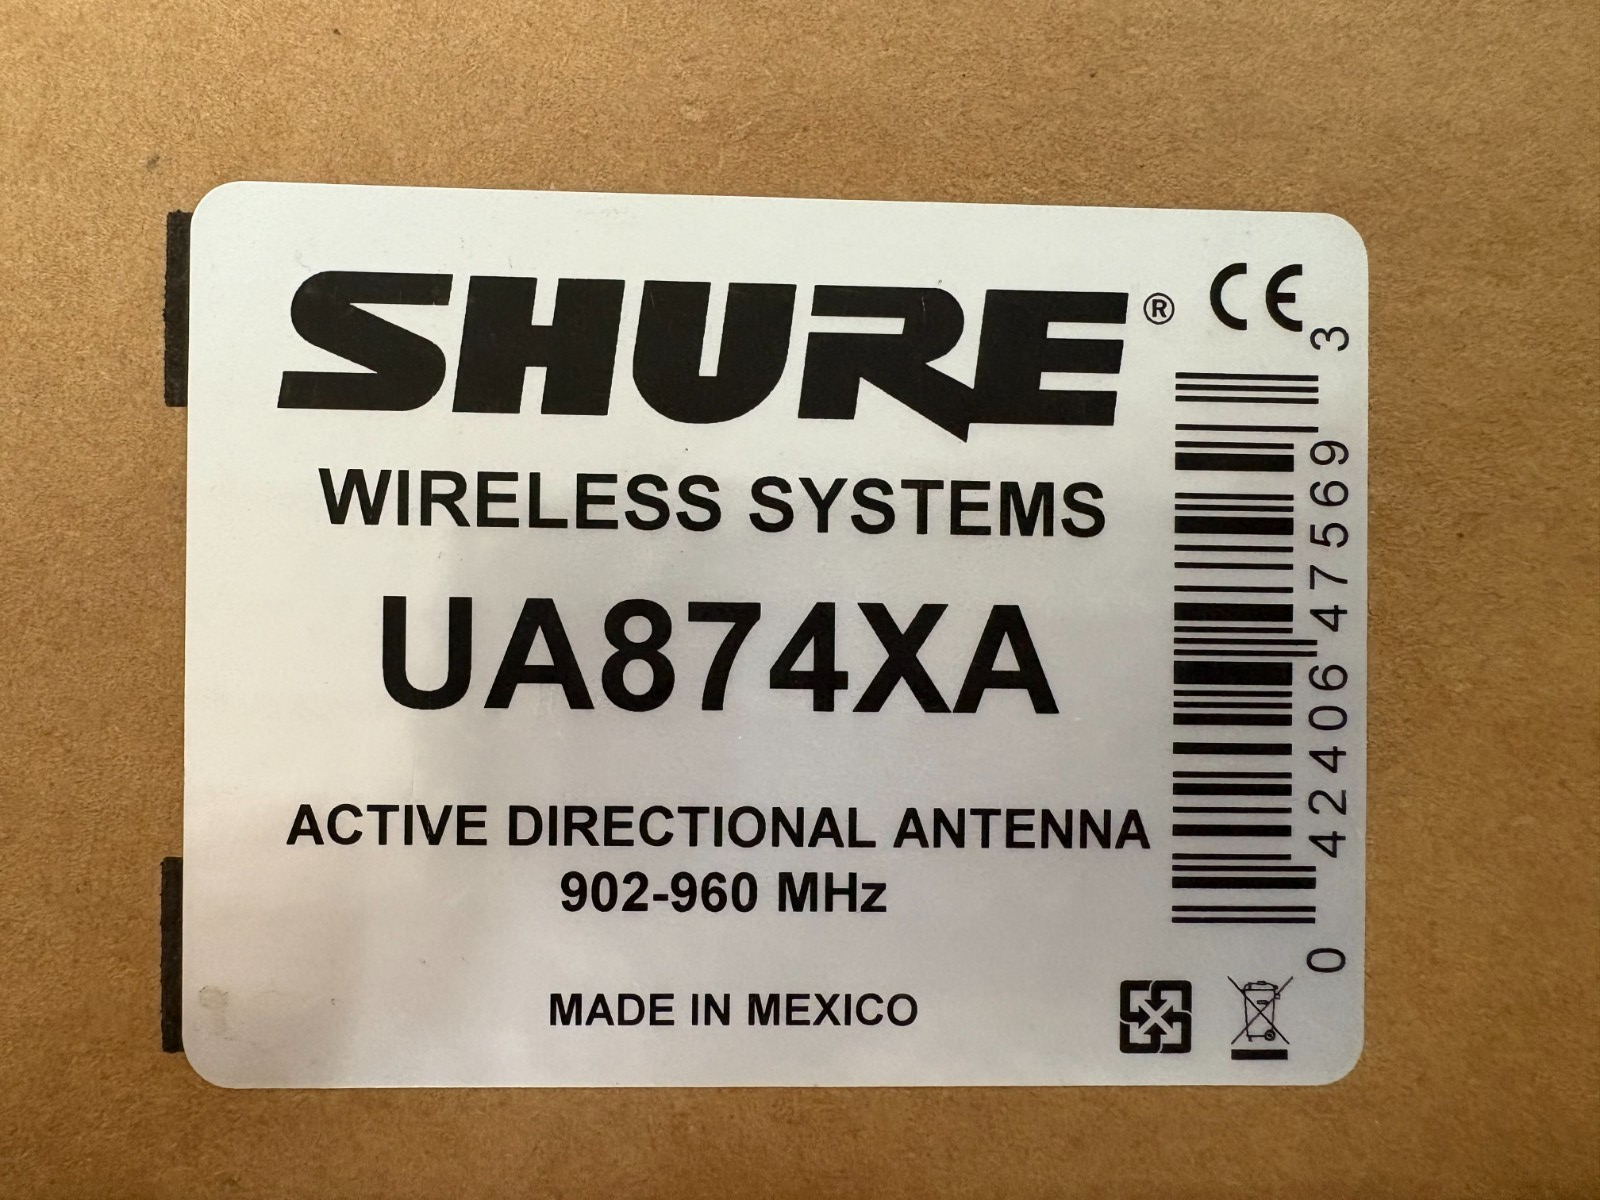 SHURE®
WIRELESS SYSTEMS
UA874XA
ACTIVE DIRECTIONAL ANTENNA
902-960 MHz
MADE IN MEXICO
CE
0 42406 47569 3